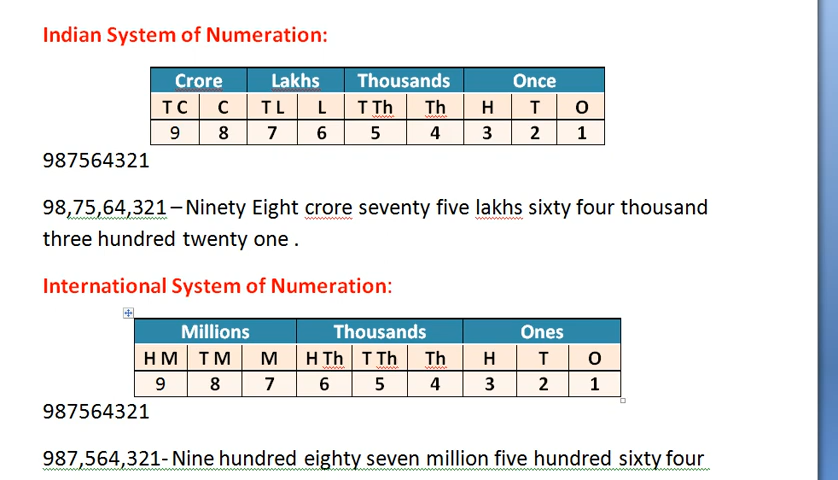 Indian System of Numeration:
Crore Lakhs Thousands Once
T C C T L L T Th Th H T O
9 8 7 6 5 4 3 2 1
987564321
98,75,64,321 – Ninety Eight crore seventy five lakhs sixty four thousand
three hundred twenty one .
International System of Numeration:
Millions Thousands Ones
H M T M M H Th T Th Th H T O
9 8 7 6 5 4 3 2 1
987564321
987,564,321- Nine hundred eighty seven million five hundred sixty four